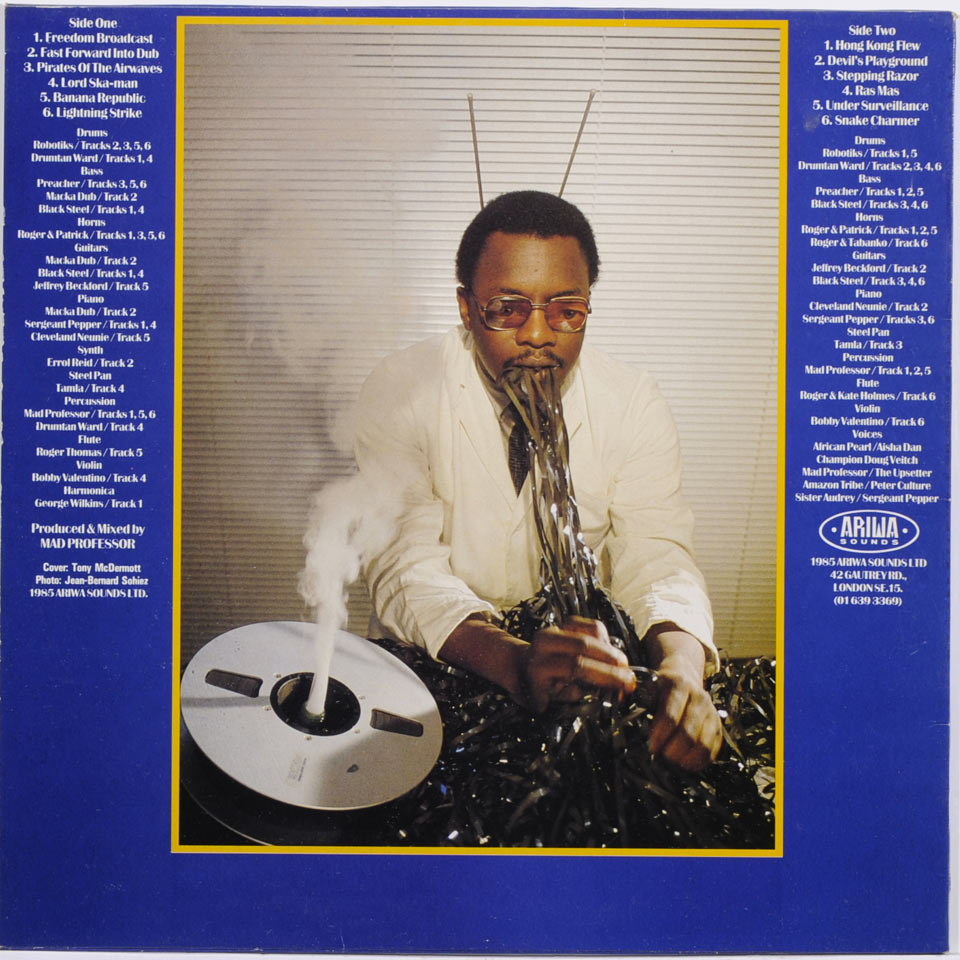 Side One
1. Freedom Broadcast
2. Fast Forward Into Dub
3. Pirates Of The Airwaves
4. Lord Ska-man
5. Banana Republic
6. Lightning Strike
Drums
Robotiks / Tracks 2, 3, 5, 6
Drumtan Ward / Tracks 1, 4
Bass
Preacher / Tracks 3, 5, 6
Macka Dub / Track 2
Black Steel / Tracks 1, 4
Horns
Roger & Patrick / Tracks 1, 3, 5, 6
Guitars
Macka Dub / Track 2
Black Steel / Tracks 1, 4
Jeffrey Beckford / Track 5
Piano
Macka Dub / Track 2
Sergeant Pepper / Tracks 1, 4
Cleveland Neunie / Track 5
Synth
Errol Reid / Track 2
Steel Pan
Tamla / Track 4
Percussion
Mad Professor / Tracks 1, 5, 6
Drumtan Ward / Track 4
Flute
Roger Thomas / Track 5
Violin
Bobby Valentino / Track 4
Harmonica
George Wilkins / Track 1
Produced & Mixed by
MAD PROFESSOR
Cover: Tony McDermott
Photo: Jean-Bernard Sohiez
1985 ARIWA SOUNDS LTD.
Side Two
1. Hong Kong Flew
2. Devil's Playground
3. Stepping Razor
4. Ras Mas
5. Under Surveillance
6. Snake Charmer
Drums
Robotiks / Tracks 1, 5
Drumtan Ward / Tracks 2, 3, 4, 6
Bass
Preacher / Tracks 1, 2, 5
Black Steel / Tracks 3, 4, 6
Horns
Roger & Patrick / Tracks 1, 2, 5
Roger & Tabanko / Track 6
Guitars
Jeffrey Beckford / Track 2
Black Steel / Track 3, 4, 6
Piano
Cleveland Neunie / Track 2
Sergeant Pepper / Tracks 3, 6
Steel Pan
Tamla / Track 3
Percussion
Mad Professor / Track 1, 2, 5
Flute
Roger & Kate Holmes / Track 6
Violin
Bobby Valentino / Track 6
Voices
African Pearl / Aisha Dan
Champion Doug Veitch
Mad Professor / The Upsetter
Amazon Tribe / Peter Culture
Sister Audrey / Sergeant Pepper
ARIWA
SOUNDS
1985 ARIWA SOUNDS LTD
42 GAUTREY RD.,
LONDON SE.15.
(01 639 3369)